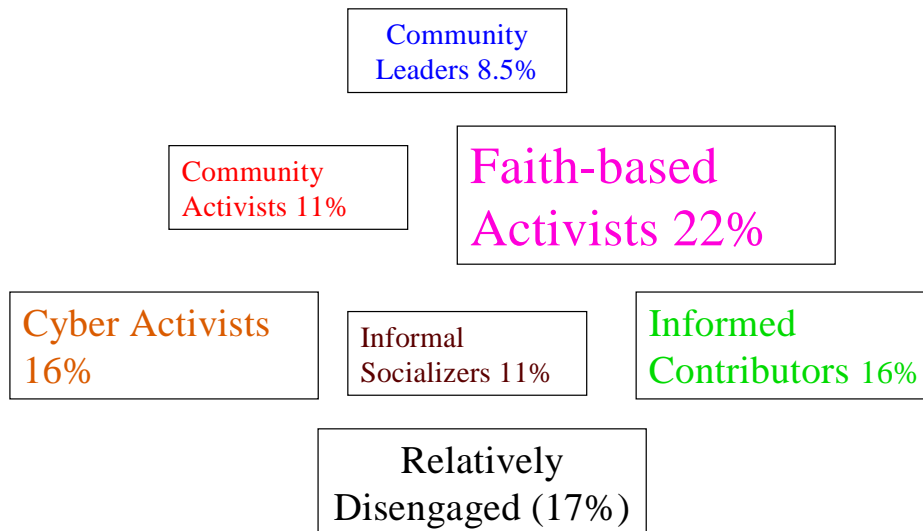 Community
Leaders 8.5%
Community
Activists 11%
Faith-based
Activists 22%
Cyber Activists
16%
Informal
Socializers 11%
Informed
Contributors 16%
Relatively
Disengaged (17%)